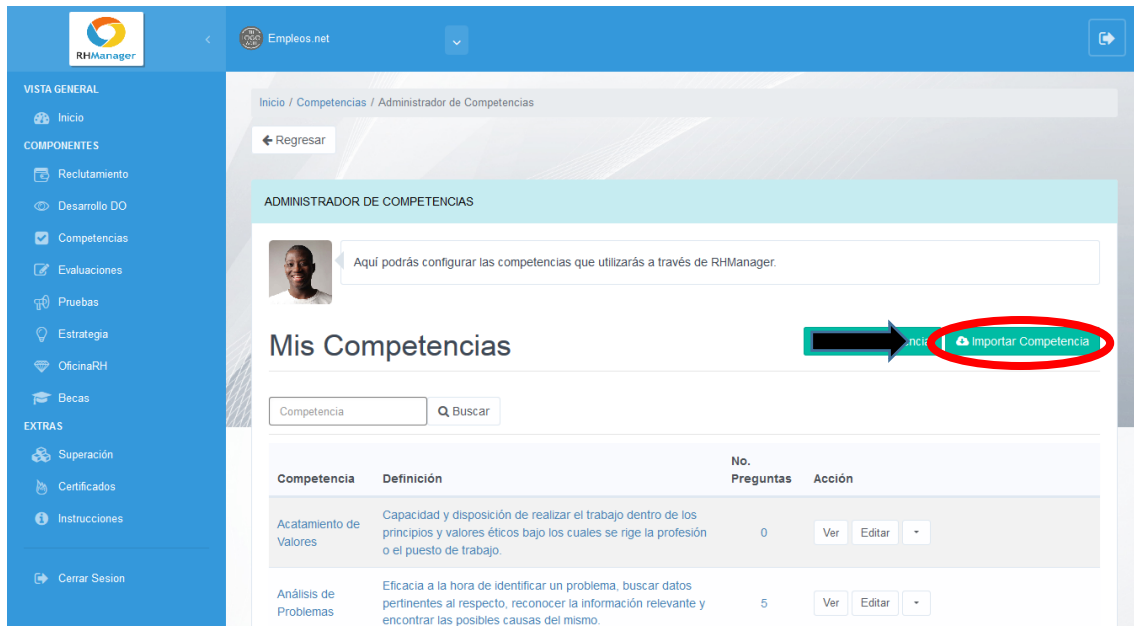 RHManager
Empleos.net
VISTA GENERAL
Inicio
COMPONENTES
Reclutamiento
Desarrollo DO
Competencias
Evaluaciones
Pruebas
Estrategia
OficinaRH
Becas
EXTRAS
Superación
Certificados
Instrucciones
Cerrar Sesion
Inicio / Competencias / Administrador de Competencias
Regresar
ADMINISTRADOR DE COMPETENCIAS
Aquí podrás configurar las competencias que utilizarás a través de RHManager.
Mis Competencias
Importar Competencia
Competencia
Buscar
No.
Competencia Definición Preguntas Acción
Acatamiento de
Valores
Capacidad y disposición de realizar el trabajo dentro de los
principios y valores éticos bajo los cuales se rige la profesión
o el puesto de trabajo.
0
Ver Editar
Análisis de
Problemas
Eficacia a la hora de identificar un problema, buscar datos
pertinentes al respecto, reconocer la información relevante y
encontrar las posibles causas del mismo.
5
Ver Editar